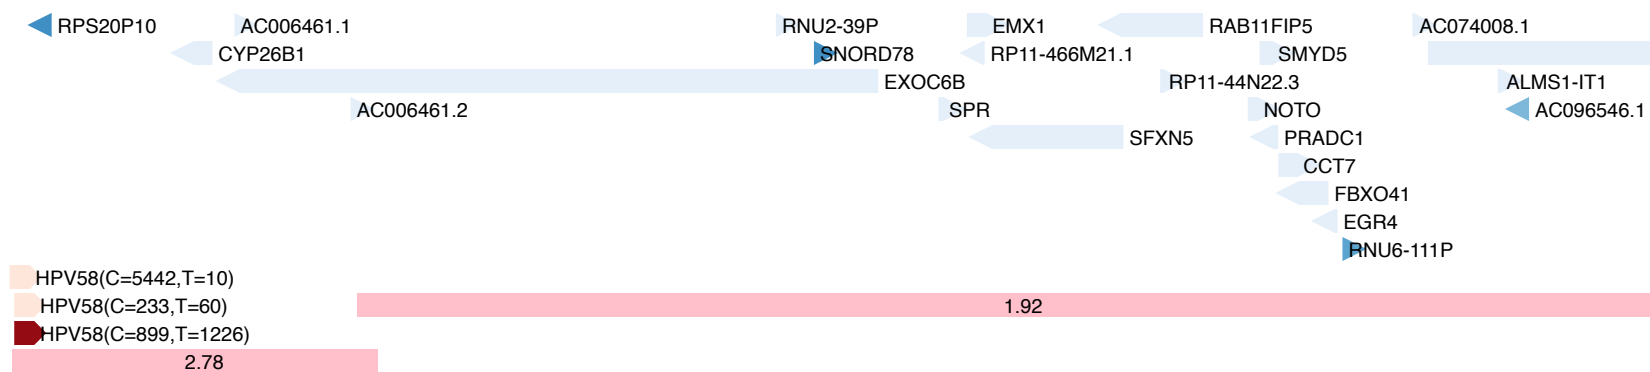 RPS20P10 AC006461.1 RNU2-39P EMX1 RAB11FIP5 AC074008.1
CYP26B1 SNORD78 RP11-466M21.1 SMYD5
EXOC6B RP11-44N22.3 ALMS1-IT1
AC006461.2 SPR NOTO AC096546.1
SFXN5 PRADC1
CCT7
FBXO41
EGR4
RNU6-111P
HPV58(C=5442,T=10)
HPV58(C=233,T=60) 1.92
HPV58(C=899,T=1226)
2.78